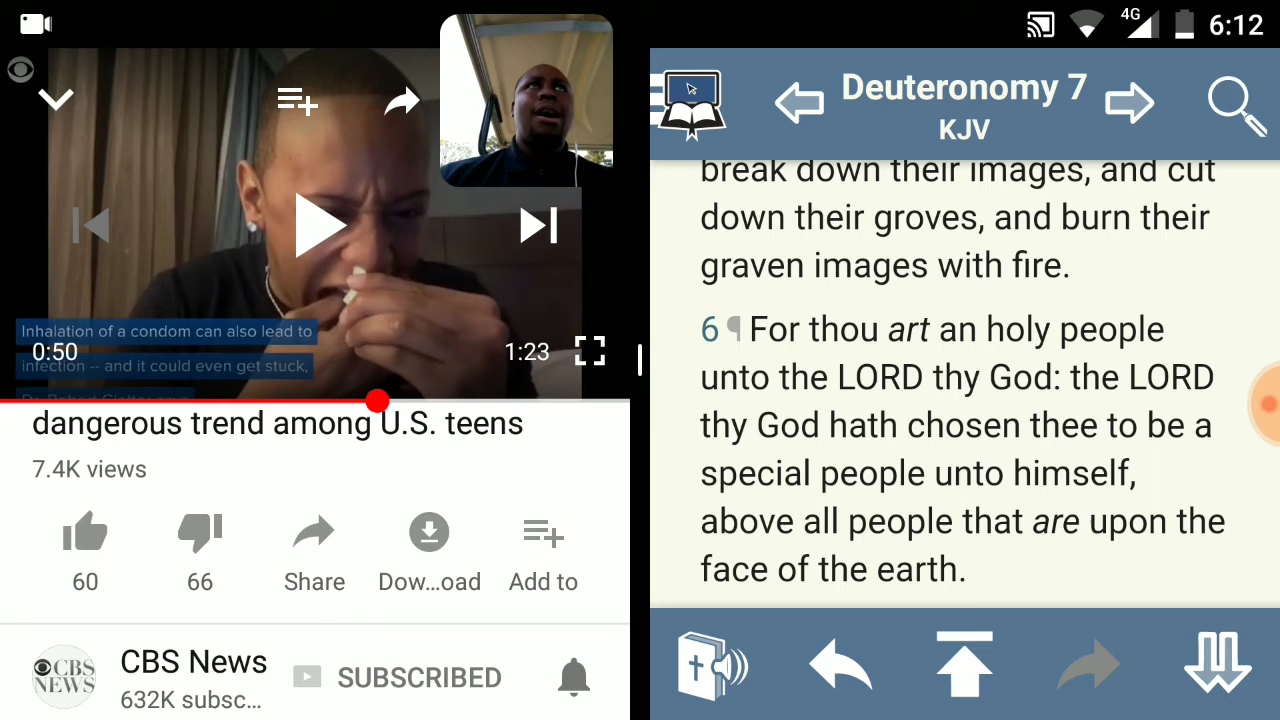 4G
6:12
Inhalation of a condom can also lead to
infection -- and it could even get stuck,
0:50
1:23
dangerous trend among U.S. teens
7.4K views
60
66
Share
Dow...oad
Add to
CBS
NEWS
CBS News
632K subsc...
SUBSCRIBED
Deuteronomy 7
KJV
break down their images, and cut
down their groves, and burn their
graven images with fire.
6 ¶ For thou art an holy people
unto the LORD thy God: the LORD
thy God hath chosen thee to be a
special people unto himself,
above all people that are upon the
face of the earth.